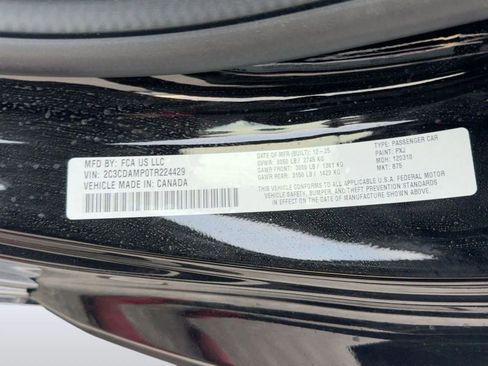 MFD BY: FCA US LLC
VIN: 2C3CDAMP0TR224429
VEHICLE MADE IN: CANADA
DATE OF MFR (BUILT): 12-25
GVWR: 6050 LB / 2745 KG
GAWR FRONT: 3000 LB / 1361 KG
GAWR REAR: 3150 LB / 1429 KG
TYPE: PASSENGER CAR
PAINT: PXJ
MDH: 120310
MKT: B75
THIS VEHICLE CONFORMS TO ALL APPLICABLE U.S.A. FEDERAL MOTOR
VEHICLE SAFETY, BUMPER, AND THEFT PREVENTION STANDARDS IN
EFFECT ON THE DATE OF MANUFACTURE SHOWN ABOVE.